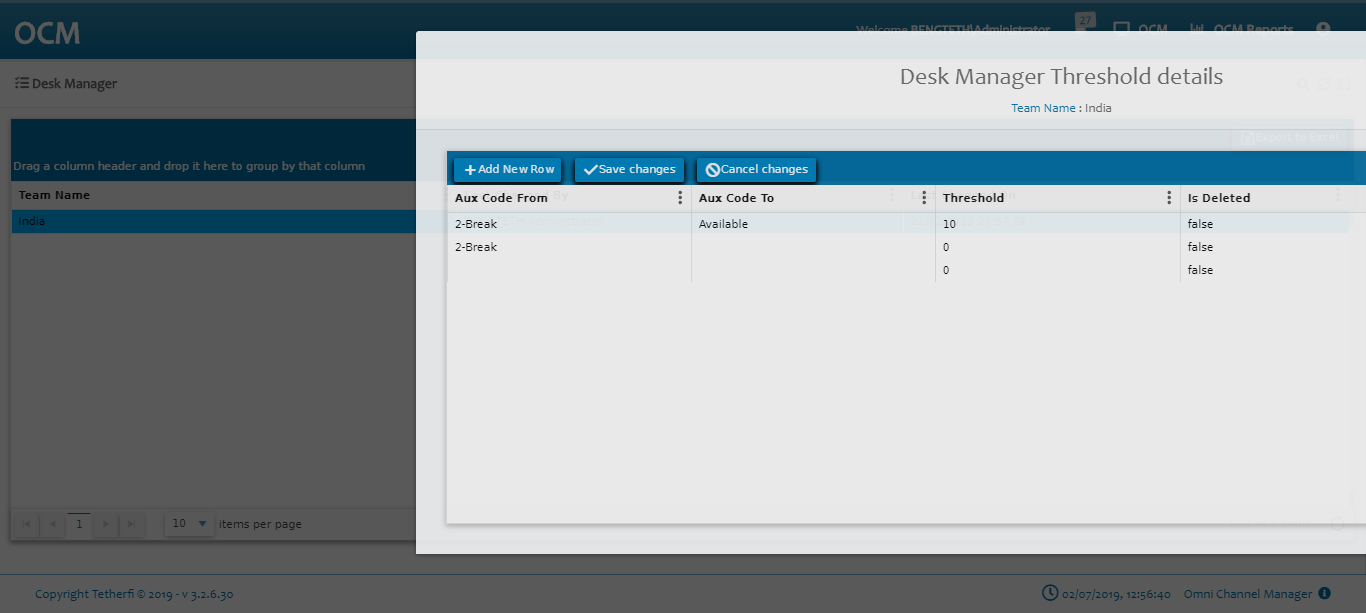 OCM
Welcome BENGTETH\Administrator
27
OCM
OCM Reports
Desk Manager
Desk Manager Threshold details
Team Name : India
Export to Excel
Drag a column header and drop it here to group by that column
Add New Row
Save changes
Cancel changes
Team Name
Aux Code From
Aux Code To
Threshold
Is Deleted
India
2-Break
Available
10
false
2-Break
0
false
0
false
1
10
items per page
Copyright Tetherfi © 2019 - v 3.2.6.30
02/07/2019, 12:56:40
Omni Channel Manager